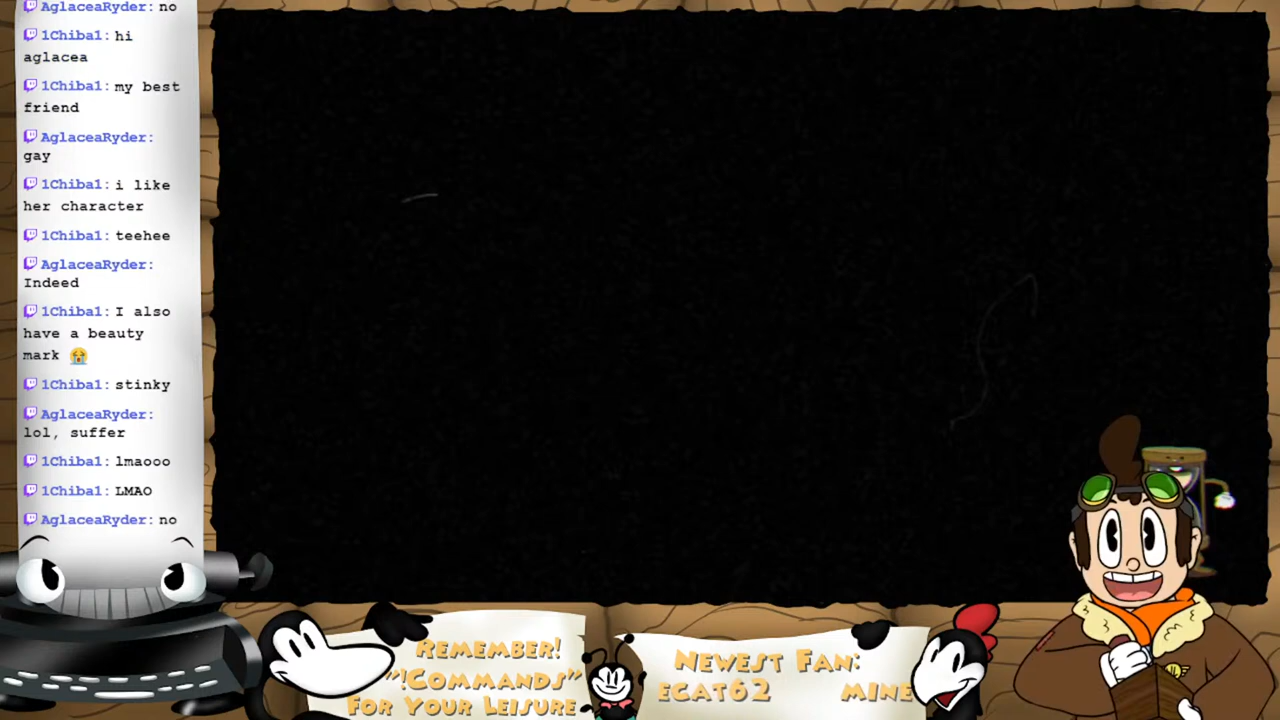 AglaceaRyder: no
1Chiba1: hi
aglacea
1Chiba1: my best
friend
AglaceaRyder:
gay
1Chiba1: i like
her character
1Chiba1: teehee
AglaceaRyder:
Indeed
1Chiba1: I also
have a beauty
mark 😭
1Chiba1: stinky
AglaceaRyder:
lol, suffer
1Chiba1: lmaooo
1Chiba1: LMAO
AglaceaRyder: no
Remember!
"!Commands"
For Your Leisure
Newest Fan:
ecat62 mine